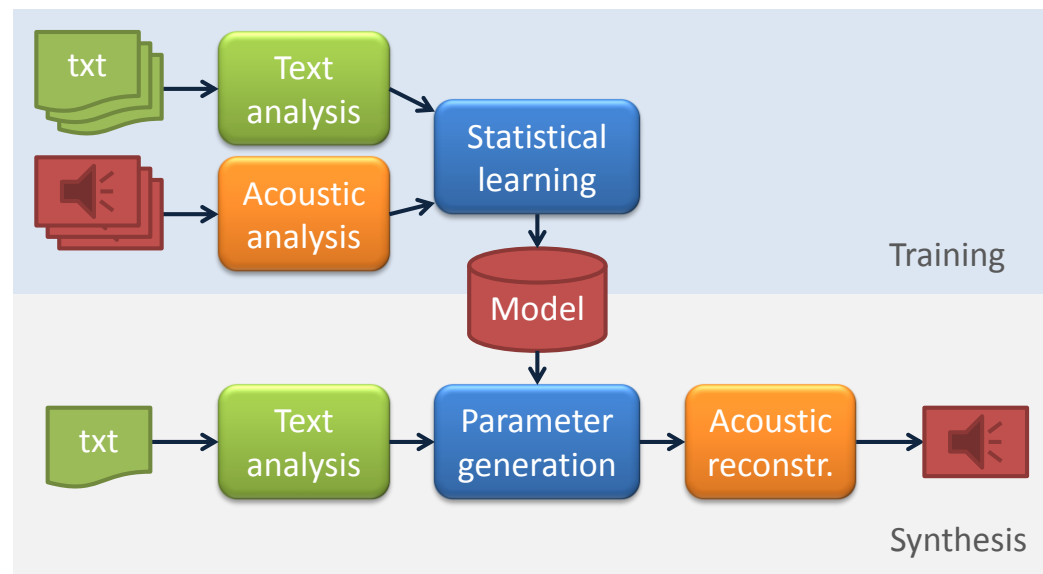 txt
Text
analysis
Acoustic
analysis
Statistical
learning
Training
Model
txt
Text
analysis
Parameter
generation
Acoustic
reconstr.
Synthesis